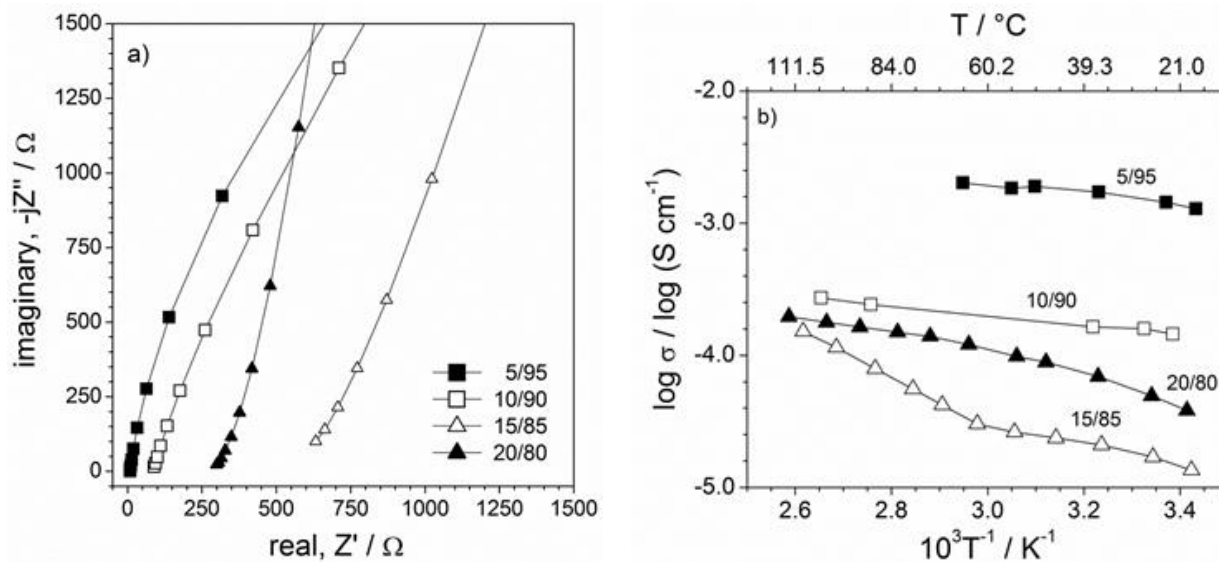 a)
1500
1250
1000
750
500
250
0
imaginary, -jZ" / Ω
5/95
10/90
15/85
20/80
0 250 500 750 1000 1250 1500
real, Z' / Ω
T / °C
111.5 84.0 60.2 39.3 21.0
b)
-2.0
-3.0
-4.0
-5.0
log σ / log (S cm⁻¹)
5/95
10/90
20/80
15/85
2.6 2.8 3.0 3.2 3.4
10³T⁻¹ / K⁻¹